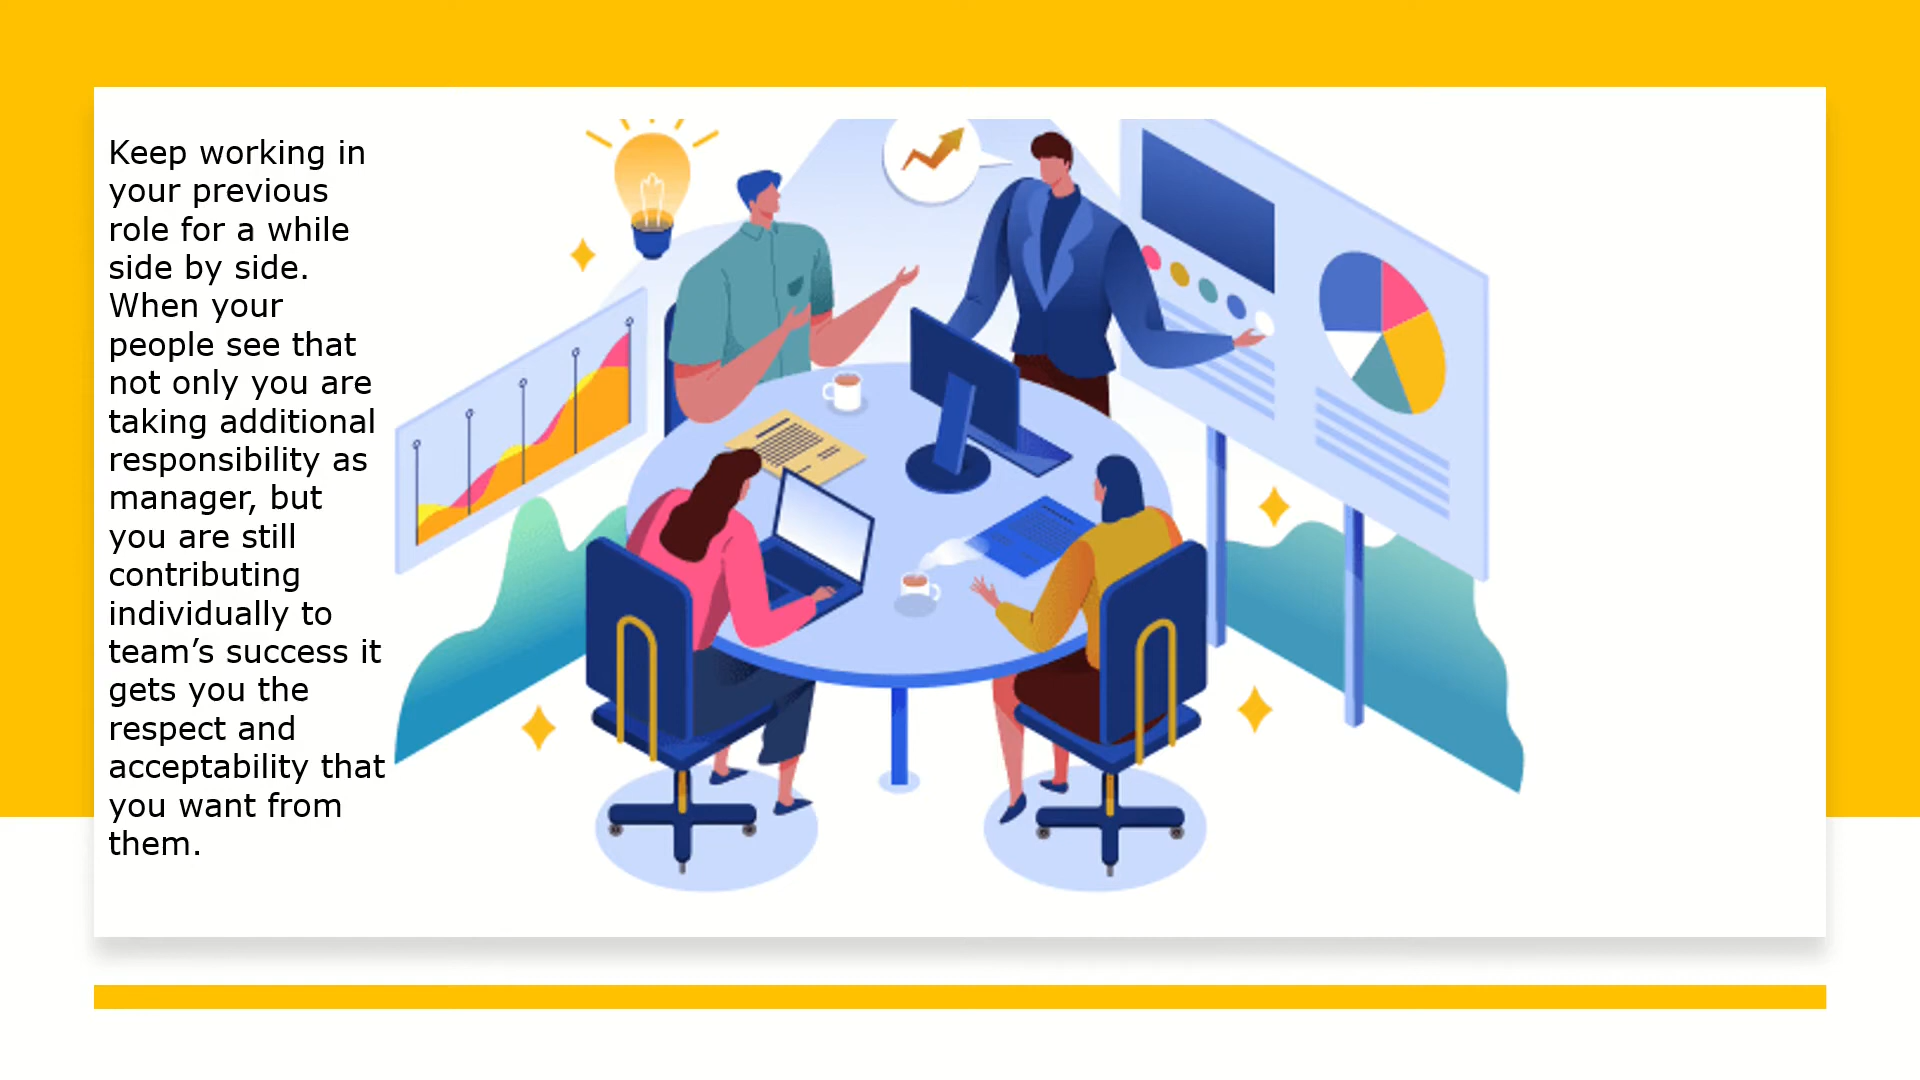 Keep working in
your previous
role for a while
side by side.
When your
people see that
not only you are
taking additional
responsibility as
manager, but
you are still
contributing
individually to
team’s success it
gets you the
respect and
acceptability that
you want from
them.